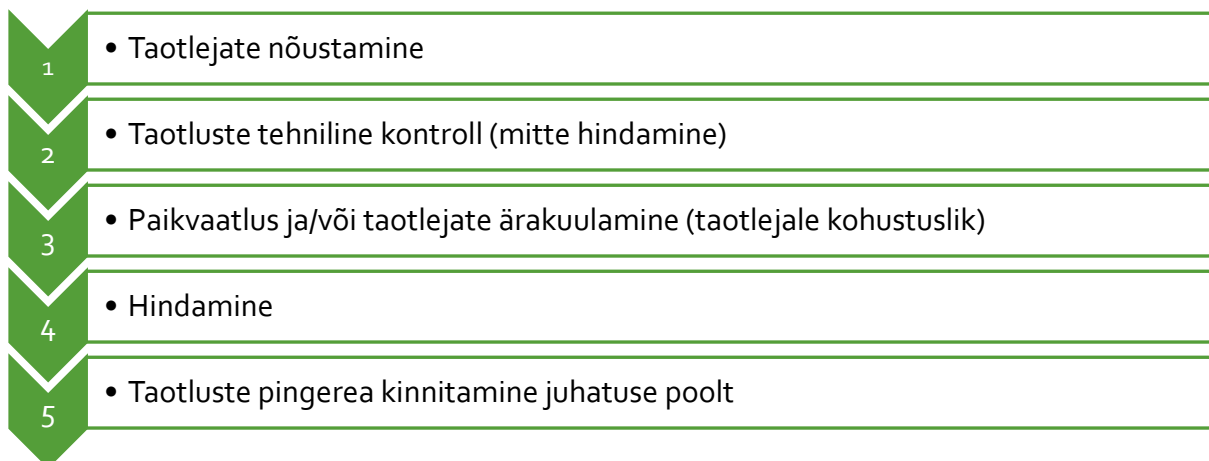 1 • Taotlejate nõustamine
2 • Taotluste tehniline kontroll (mitte hindamine)
3 • Paikvaatlus ja/või taotlejate ärakuulamine (taotlejale kohustuslik)
4 • Hindamine
5 • Taotluste pingerea kinnitamine juhatuse poolt